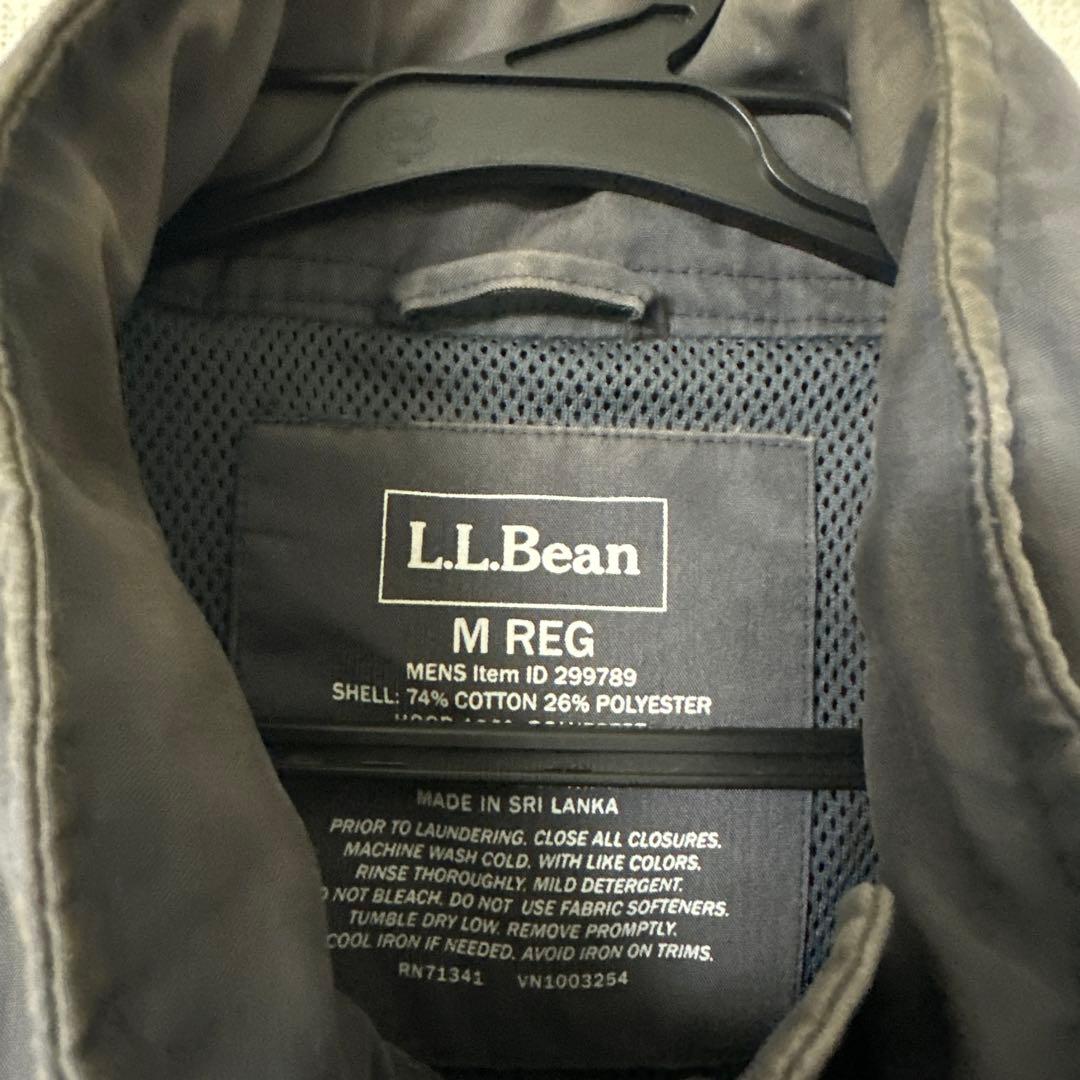 L.L.Bean
M REG
MENS Item ID 299789
SHELL: 74% COTTON 26% POLYESTER
MADE IN SRI LANKA
PRIOR TO LAUNDERING. CLOSE ALL CLOSURES.
MACHINE WASH COLD. WITH LIKE COLORS.
RINSE THOROUGHLY. MILD DETERGENT.
NOT BLEACH. DO NOT USE FABRIC SOFTENERS.
TUMBLE DRY LOW. REMOVE PROMPTLY.
COOL IRON IF NEEDED. AVOID IRON ON TRIMS.
RN71341 VN1003254